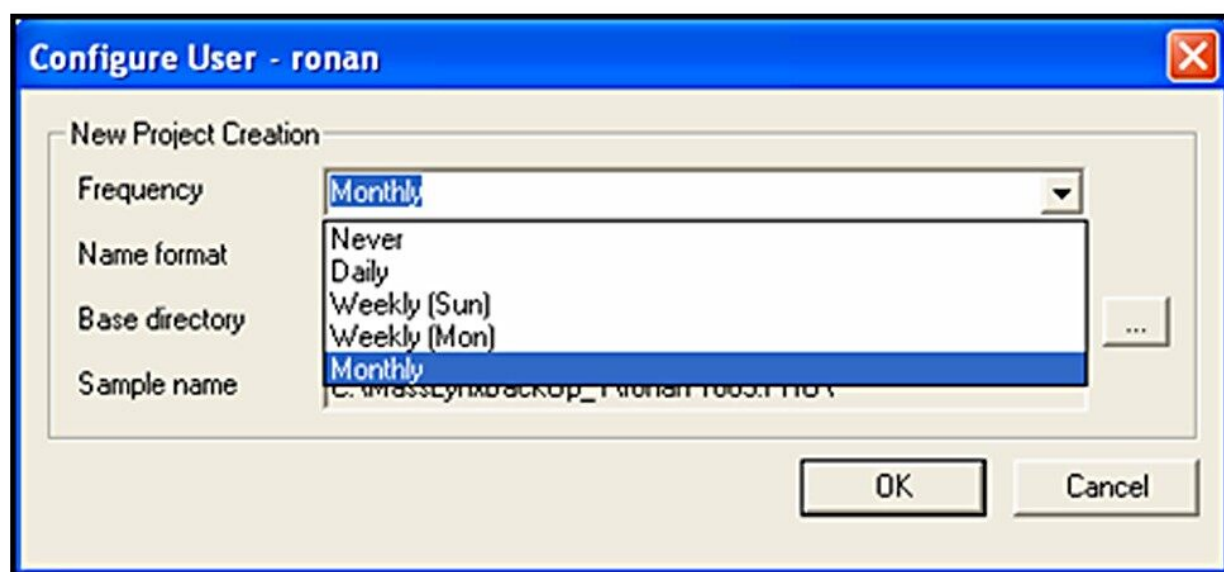 Configure User - ronan
New Project Creation
Frequency
Monthly
Never
Daily
Weekly (Sun)
Weekly (Mon)
Monthly
Name format
Base directory
...
Sample name
OK
Cancel